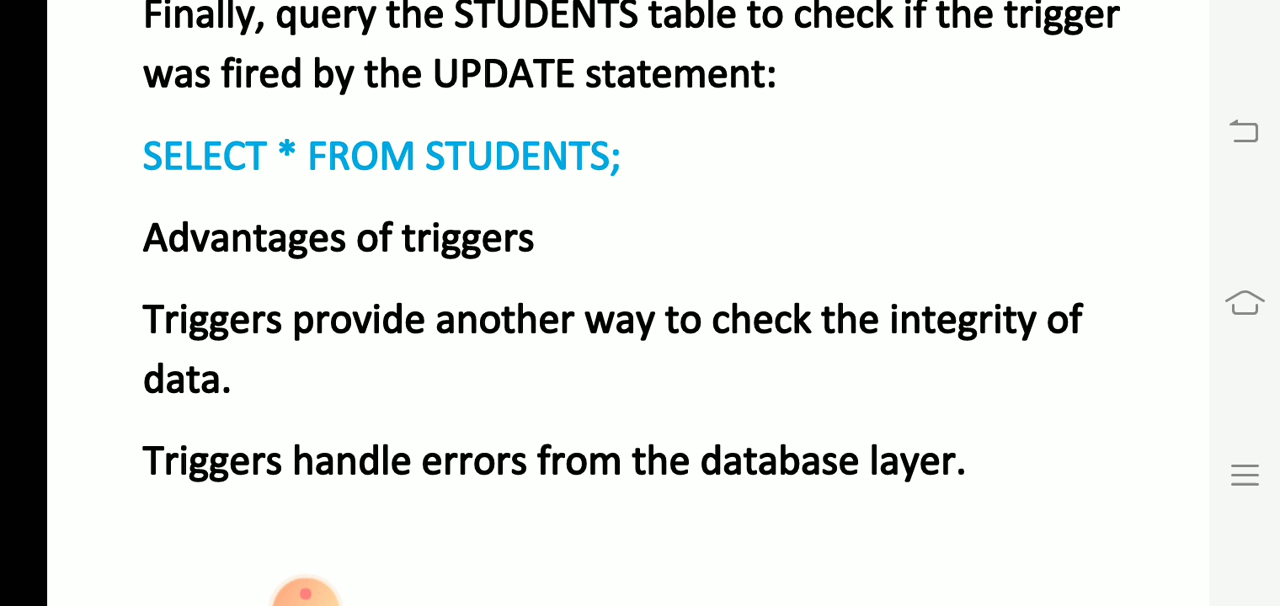 Finally, query the STUDENTS table to check if the trigger
was fired by the UPDATE statement:
SELECT * FROM STUDENTS;
Advantages of triggers
Triggers provide another way to check the integrity of
data.
Triggers handle errors from the database layer.